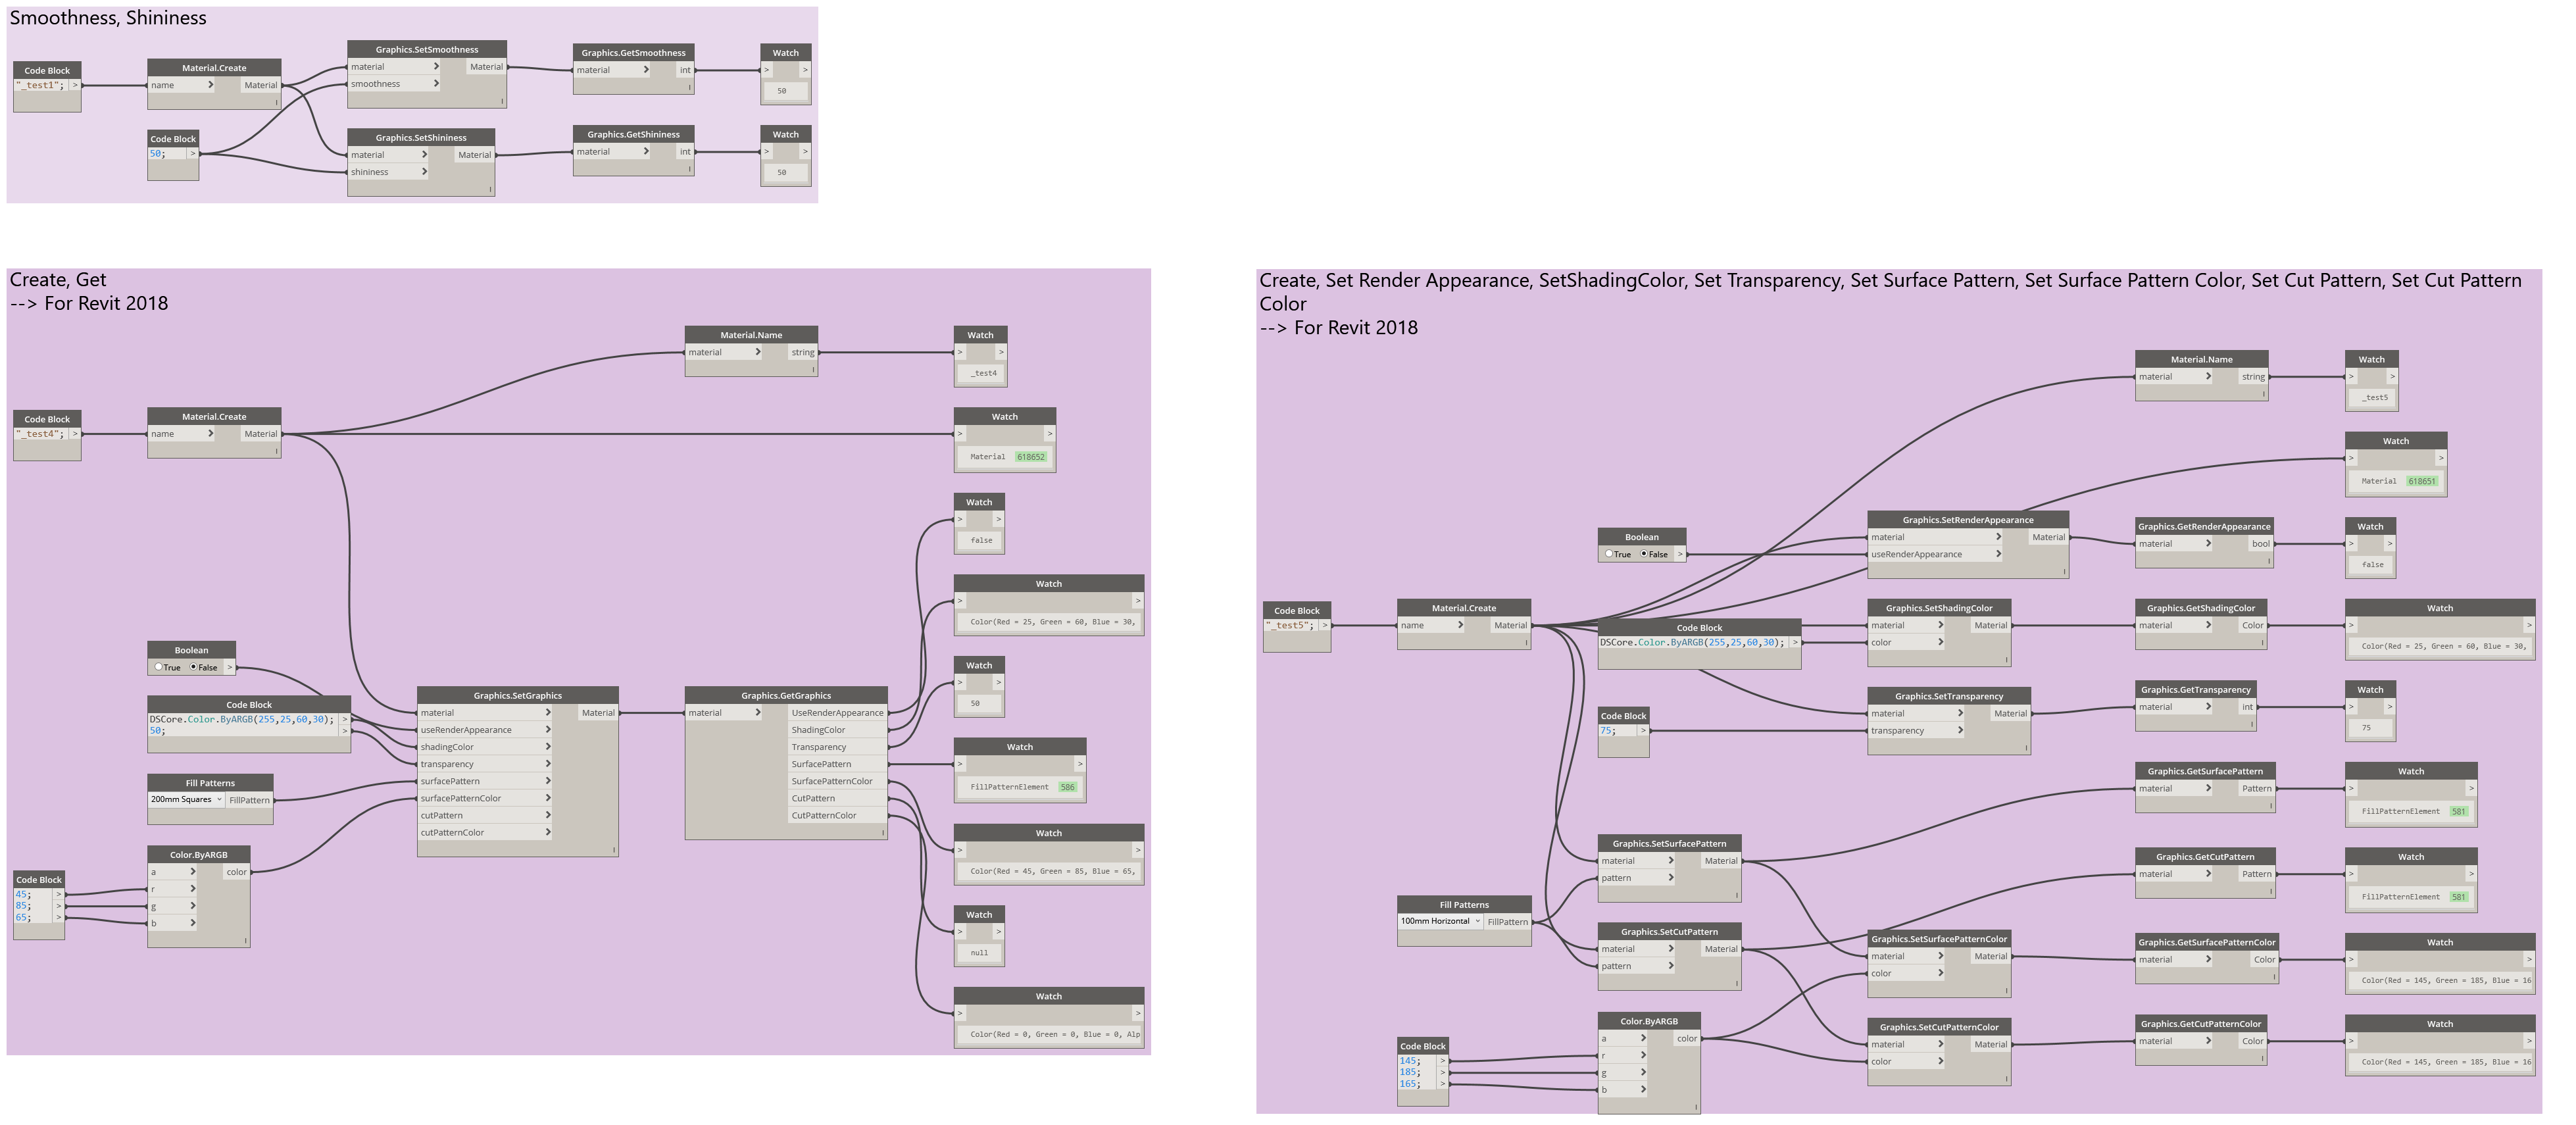 Smoothness, Shininess
Code Block
"_test1"; >
Material.Create
name > Material
l
Code Block
50; >
Graphics.SetSmoothness
material > Material
smoothness >
l
Graphics.SetShininess
material > Material
shininess >
l
Graphics.GetSmoothness
material > int
l
Graphics.GetShininess
material > int
l
Watch
> >
50
Watch
> >
50
Create, Get
--> For Revit 2018
Code Block
"_test4"; >
Material.Create
name > Material
l
Boolean
True False >
Code Block
DSCore.Color.ByARGB(255,25,60,30); >
50; >
Fill Patterns
200mm Squares FillPattern
Code Block
45; >
85; >
65; >
Color.ByARGB
a > color
r >
g >
b >
l
Graphics.SetGraphics
material > Material
useRenderAppearance >
shadingColor >
transparency >
surfacePattern >
surfacePatternColor >
cutPattern >
cutPatternColor >
l
Material.Name
material > string
l
Graphics.GetGraphics
material > UseRenderAppearance
ShadingColor
Transparency
SurfacePattern
SurfacePatternColor
CutPattern
CutPatternColor
l
Watch
> >
_test4
Watch
> >
Material 618652
Watch
> >
false
Watch
> >
Color(Red = 25, Green = 60, Blue = 30,
Watch
> >
50
Watch
> >
FillPatternElement 586
Watch
> >
Color(Red = 45, Green = 85, Blue = 65,
Watch
> >
null
Watch
> >
Color(Red = 0, Green = 0, Blue = 0, Alp
Create, Set Render Appearance, SetShadingColor, Set Transparency, Set Surface Pattern, Set Surface Pattern Color, Set Cut Pattern, Set Cut Pattern
Color
--> For Revit 2018
Code Block
"_test5"; >
Material.Create
name > Material
l
Fill Patterns
100mm Horizontal FillPattern
Code Block
145; >
185; >
165; >
Boolean
True False >
Code Block
DSCore.Color.ByARGB(255,25,60,30); >
Code Block
75; >
Graphics.SetSurfacePattern
material > Material
pattern >
l
Graphics.SetCutPattern
material > Material
pattern >
l
Color.ByARGB
a > color
r >
g >
b >
l
Graphics.SetRenderAppearance
material > Material
useRenderAppearance >
l
Graphics.SetShadingColor
material > Material
color >
l
Graphics.SetTransparency
material > Material
transparency >
l
Graphics.SetSurfacePatternColor
material > Material
color >
l
Graphics.SetCutPatternColor
material > Material
color >
l
Material.Name
material > string
l
Graphics.GetRenderAppearance
material > bool
l
Graphics.GetShadingColor
material > Color
l
Graphics.GetTransparency
material > int
l
Graphics.GetSurfacePattern
material > Pattern
l
Graphics.GetCutPattern
material > Pattern
l
Graphics.GetSurfacePatternColor
material > Color
l
Graphics.GetCutPatternColor
material > Color
l
Watch
> >
_test5
Watch
> >
Material 618651
Watch
> >
false
Watch
> >
Color(Red = 25, Green = 60, Blue = 30,
Watch
> >
75
Watch
> >
FillPatternElement 581
Watch
> >
FillPatternElement 581
Watch
> >
Color(Red = 145, Green = 185, Blue = 16
Watch
> >
Color(Red = 145, Green = 185, Blue = 16